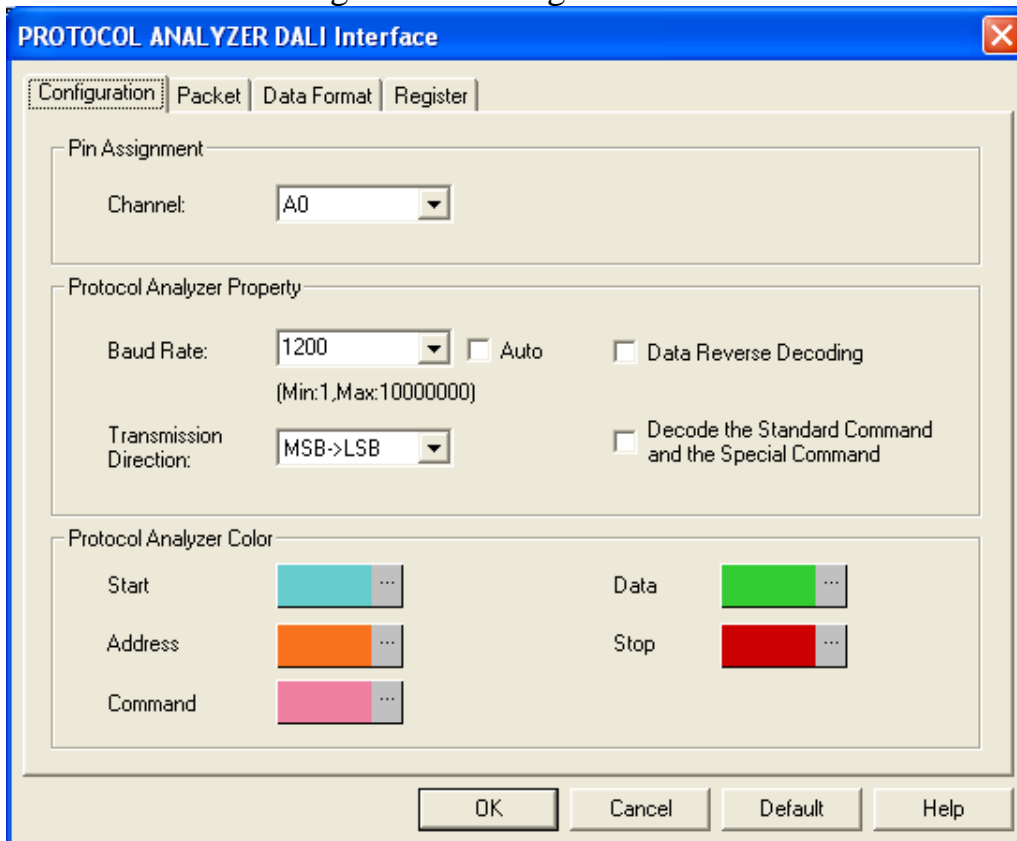 PROTOCOL ANALYZER DALI Interface
Configuration Packet Data Format Register
Pin Assignment
Channel: A0
Protocol Analyzer Property
Baud Rate: 1200 Auto Data Reverse Decoding
(Min:1,Max:10000000)
Transmission Direction: MSB->LSB Decode the Standard Command and the Special Command
Protocol Analyzer Color
Start ... Data ...
Address ... Stop ...
Command ...
OK Cancel Default Help